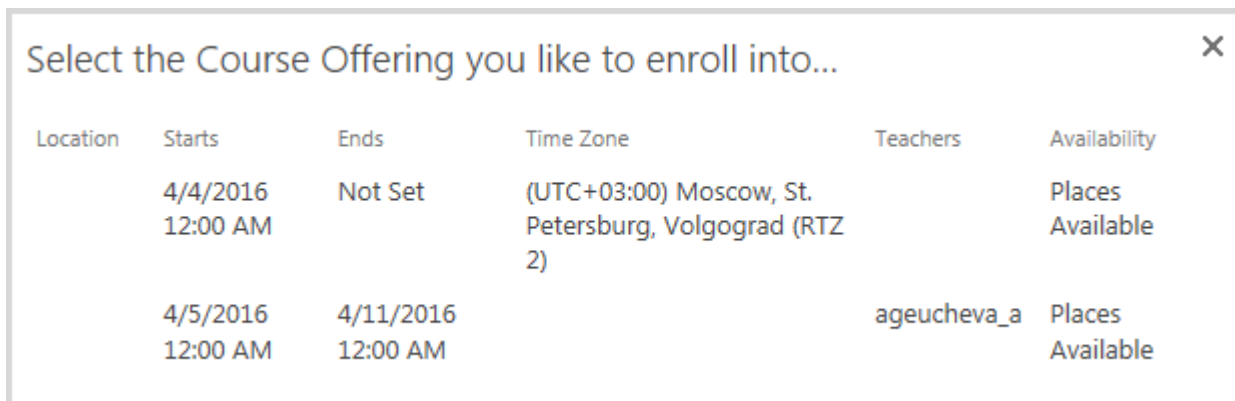 Select the Course Offering you like to enroll into...
Location Starts Ends Time Zone Teachers Availability
4/4/2016 Not Set (UTC+03:00) Moscow, St. Places
12:00 AM Petersburg, Volgograd (RTZ Available
2)
4/5/2016 4/11/2016 ageucheva_a Places
12:00 AM 12:00 AM Available